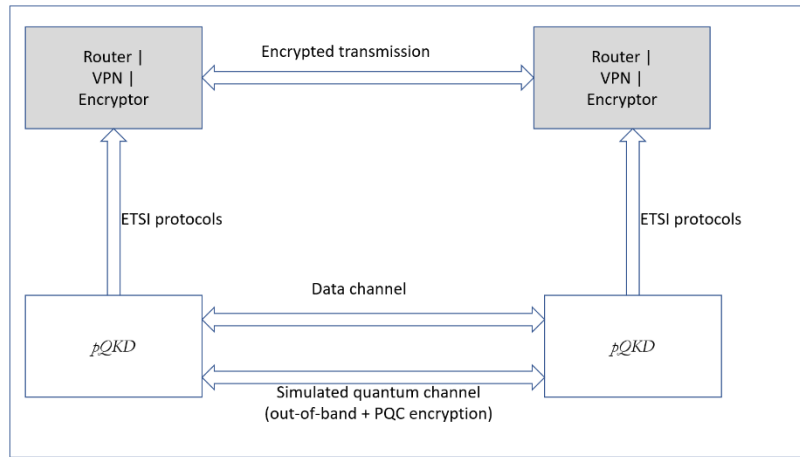 Router |
VPN |
Encryptor
Encrypted transmission
Router |
VPN |
Encryptor
ETSI protocols
ETSI protocols
Data channel
pQKD
pQKD
Simulated quantum channel
(out-of-band + PQC encryption)